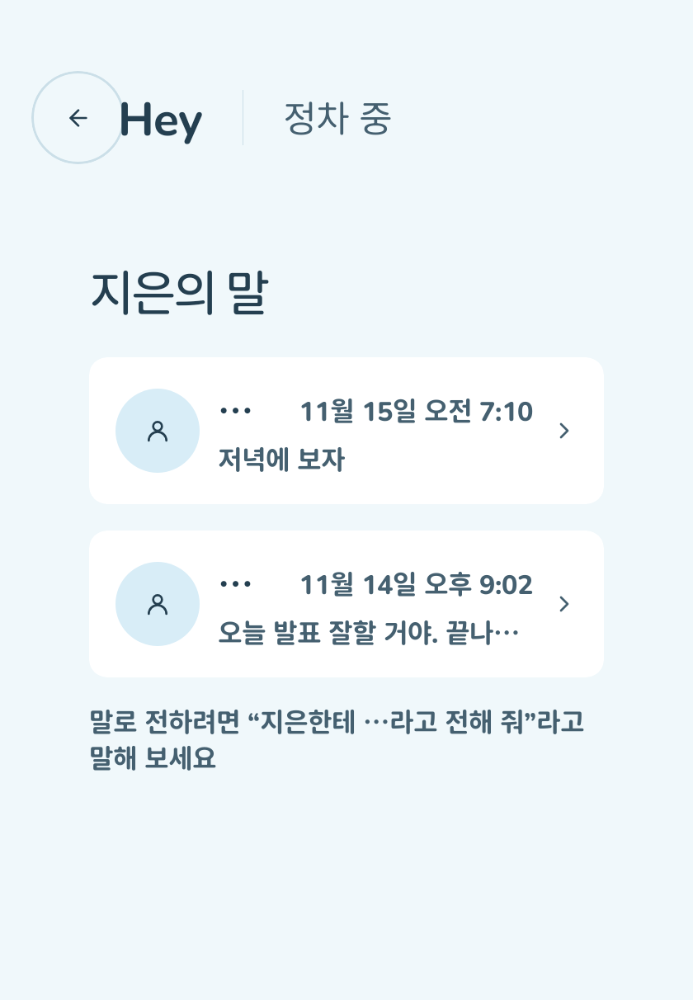 Hey 정차 중
지은의 말
··· 11월 15일 오전 7:10
저녁에 보자
··· 11월 14일 오후 9:02
오늘 발표 잘할 거야. 끝나···
말로 전하려면 “지은한테 ···라고 전해 줘”라고
말해 보세요